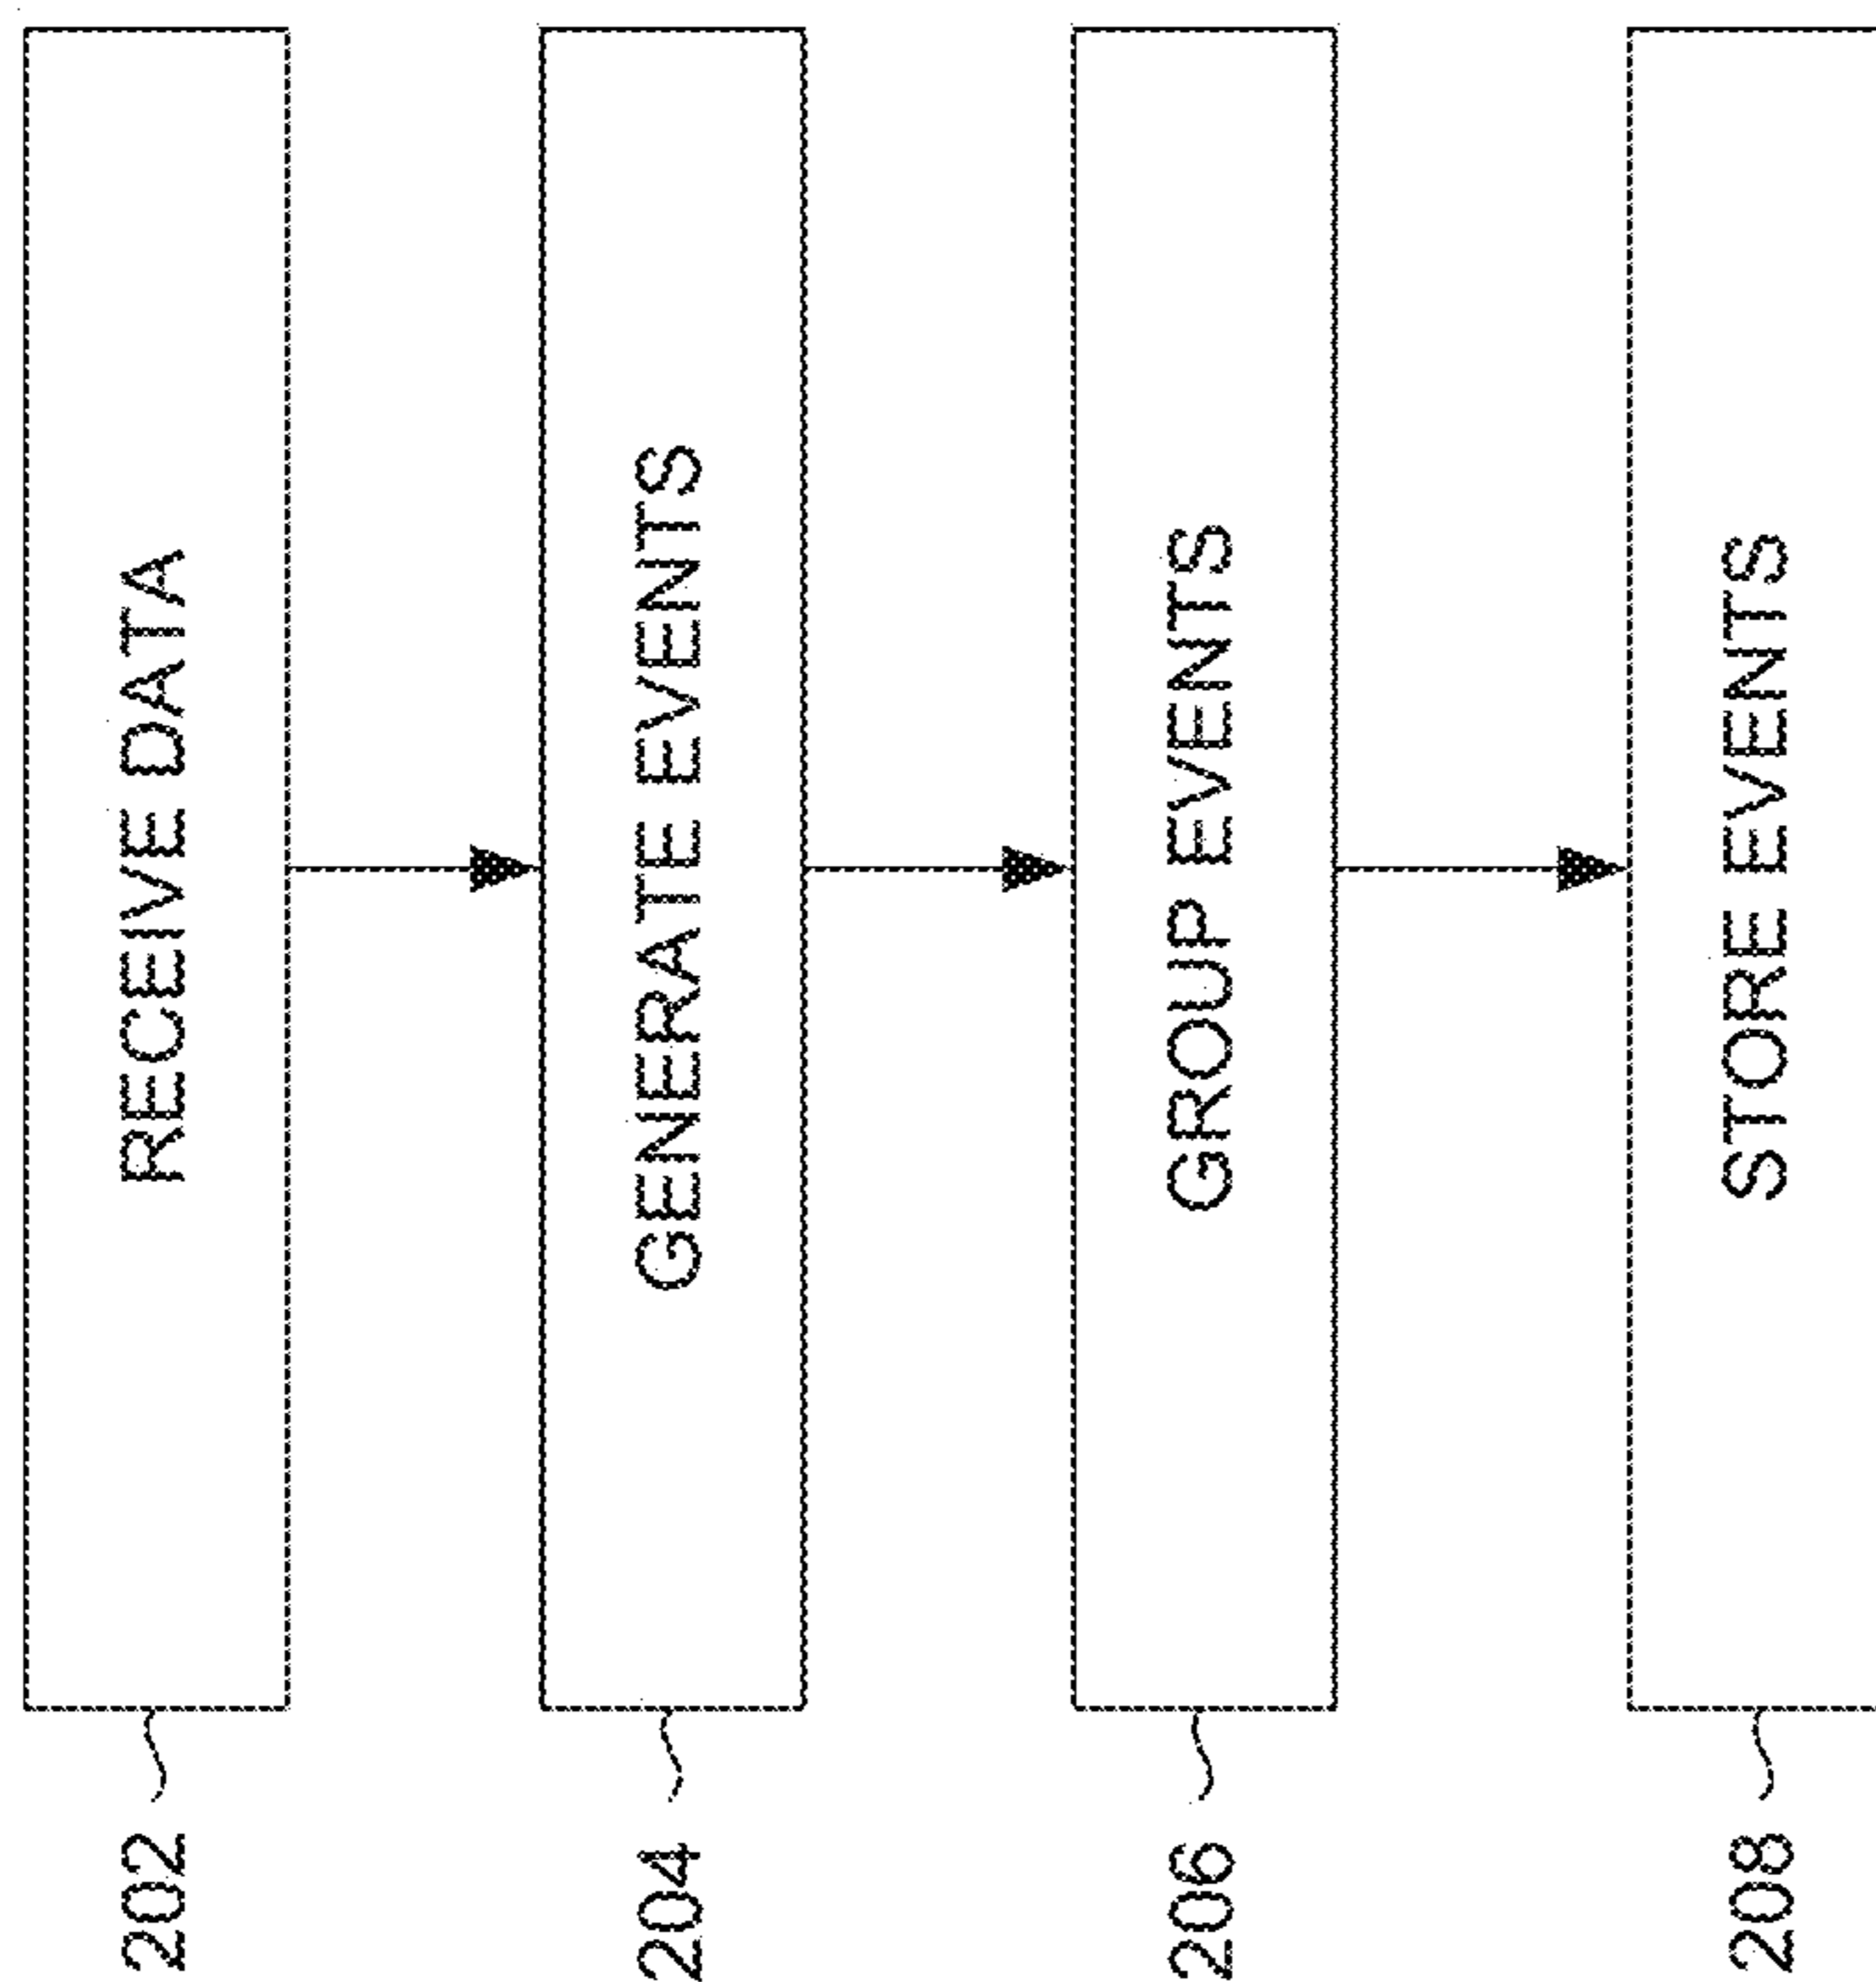 202 RECEIVE DATA
204 GENERATE EVENTS
206 GROUP EVENTS
208 STORE EVENTS